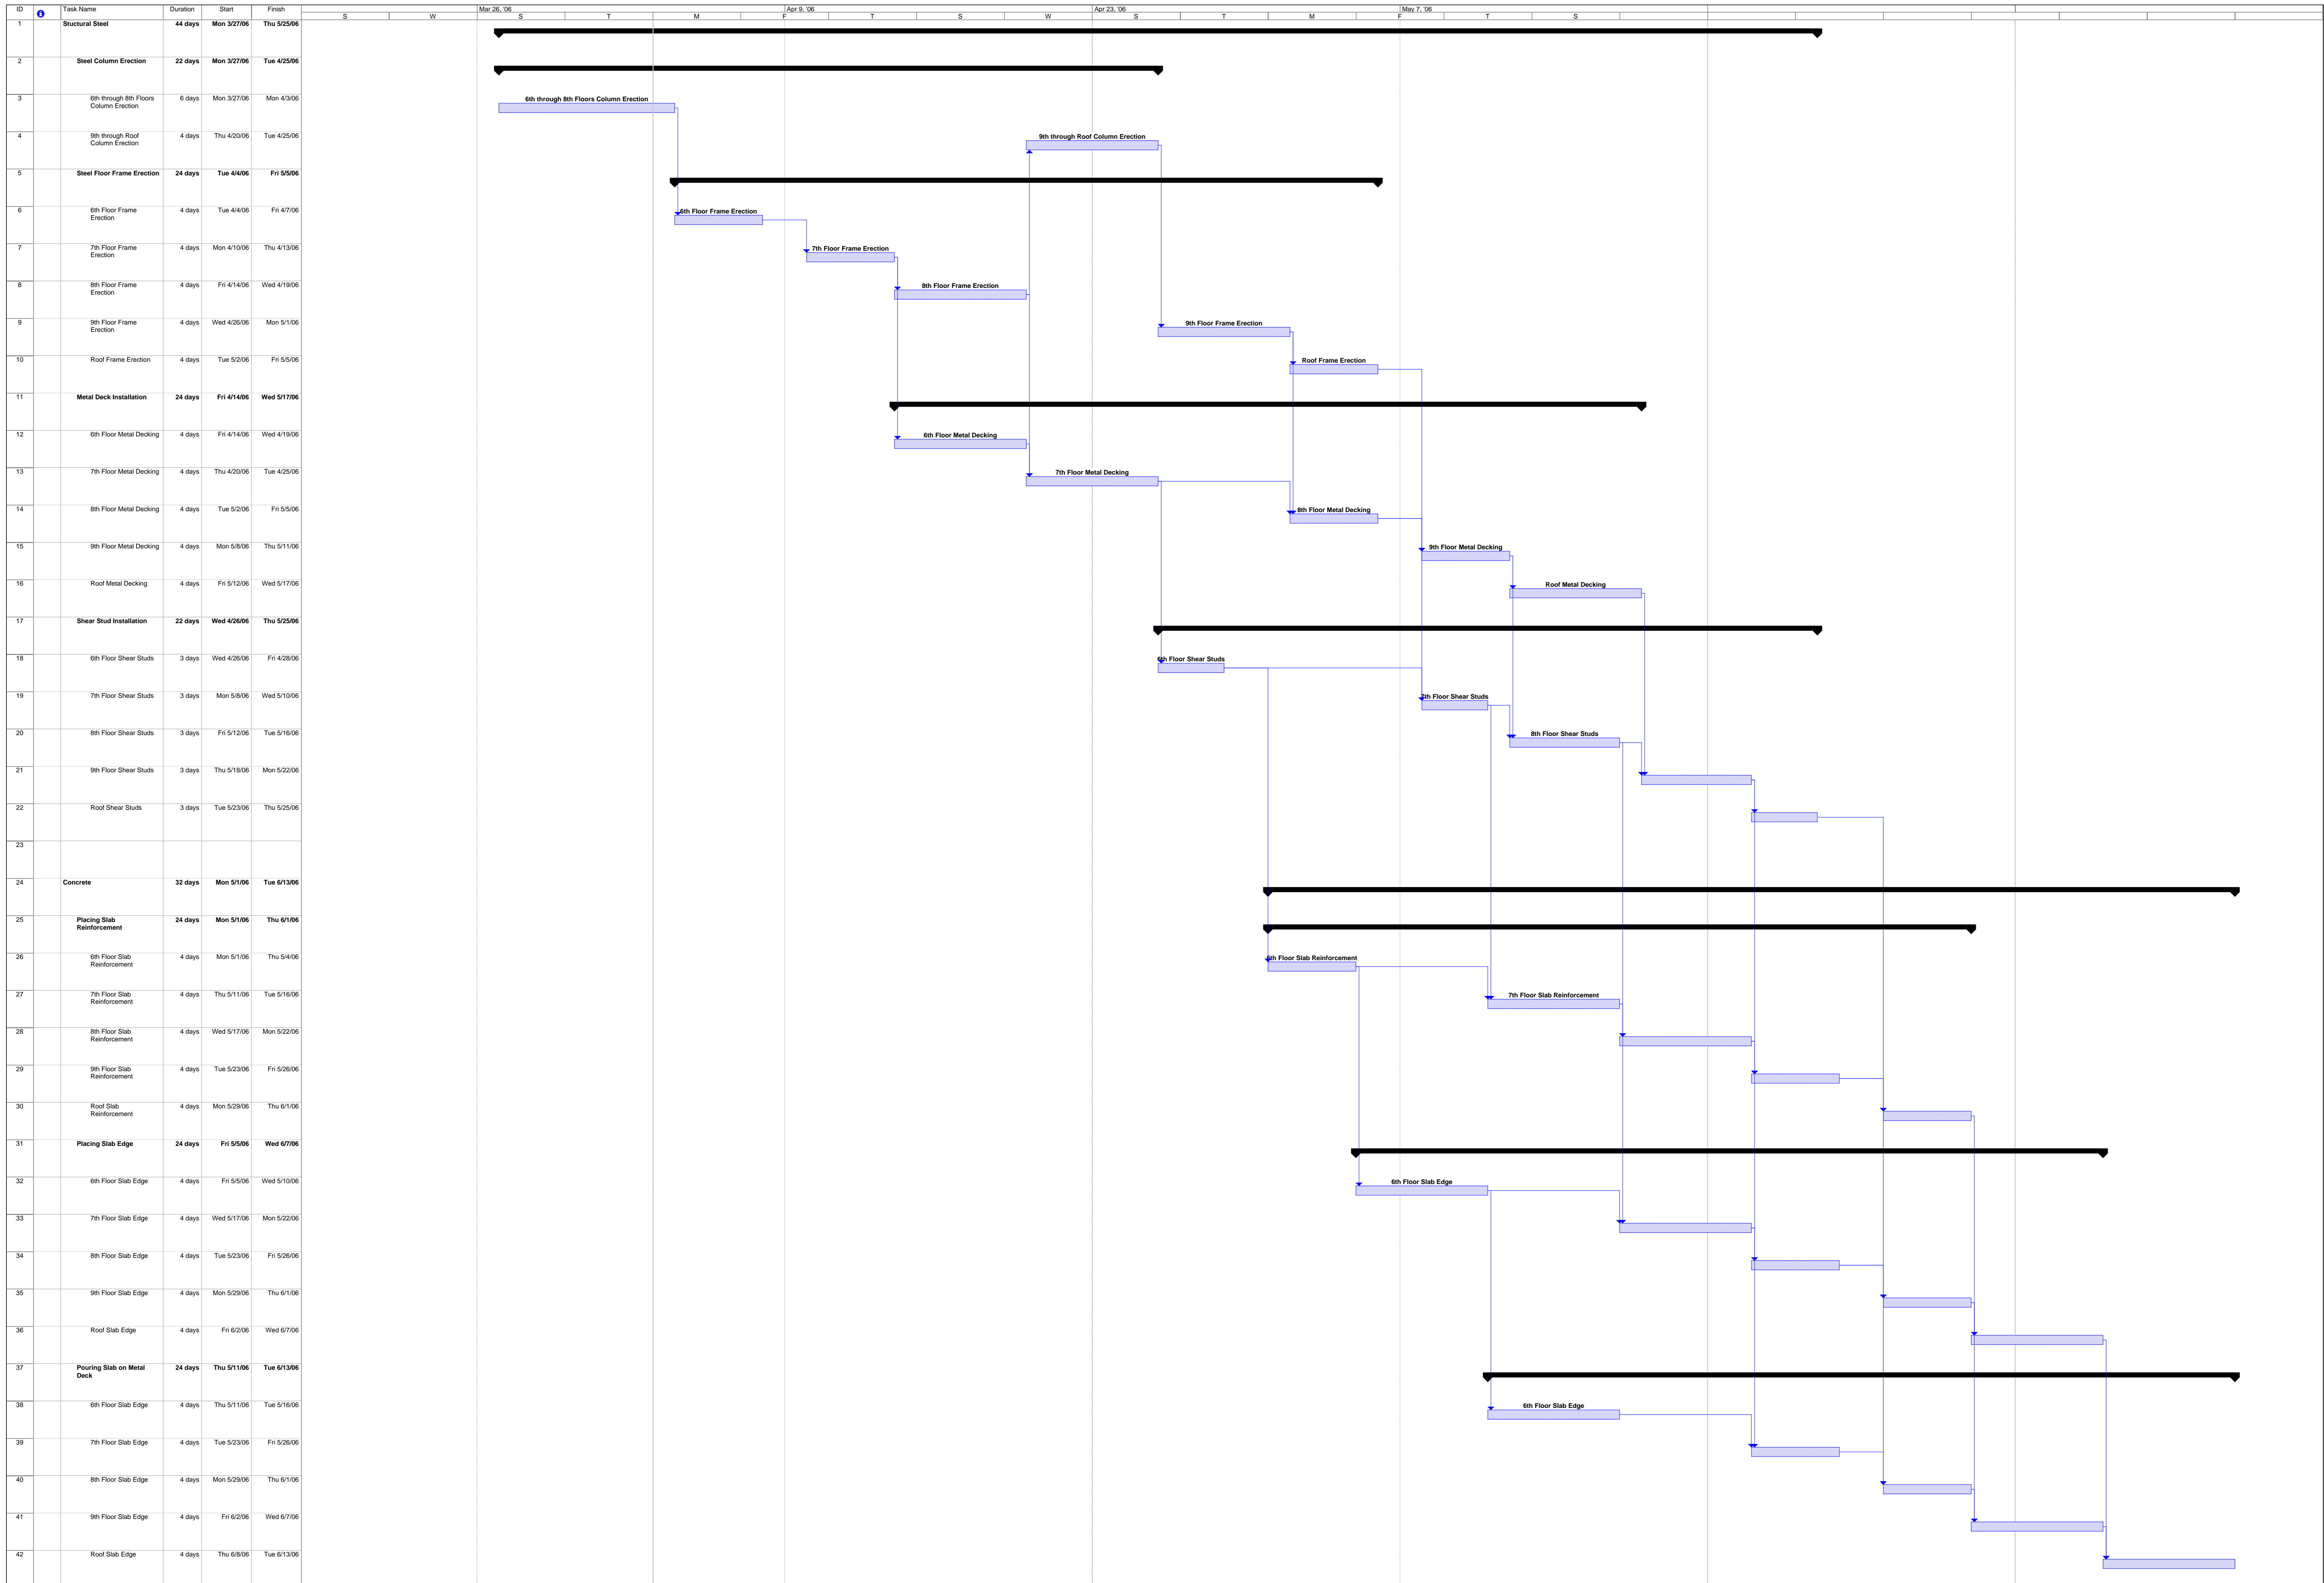 ID Task Name Duration Start Finish Mar 26, '06 Apr 9, '06 Apr 23, '06 May 7, '06
S W S T M F T S W S T M F T S
1 Stuctural Steel 44 days Mon 3/27/06 Thu 5/25/06
2 Steel Column Erection 22 days Mon 3/27/06 Tue 4/25/06
3 6th through 8th Floors 6 days Mon 3/27/06 Mon 4/3/06 6th through 8th Floors Column Erection
Column Erection
4 9th through Roof 4 days Thu 4/20/06 Tue 4/25/06 9th through Roof Column Erection
Column Erection
5 Steel Floor Frame Erection 24 days Tue 4/4/06 Fri 5/5/06
6 6th Floor Frame 4 days Tue 4/4/06 Fri 4/7/06 6th Floor Frame Erection
Erection
7 7th Floor Frame 4 days Mon 4/10/06 Thu 4/13/06 7th Floor Frame Erection
Erection
8 8th Floor Frame 4 days Fri 4/14/06 Wed 4/19/06 8th Floor Frame Erection
Erection
9 9th Floor Frame 4 days Wed 4/26/06 Mon 5/1/06 9th Floor Frame Erection
Erection
10 Roof Frame Erection 4 days Tue 5/2/06 Fri 5/5/06 Roof Frame Erection
11 Metal Deck Installation 24 days Fri 4/14/06 Wed 5/17/06
12 6th Floor Metal Decking 4 days Fri 4/14/06 Wed 4/19/06 6th Floor Metal Decking
13 7th Floor Metal Decking 4 days Thu 4/20/06 Tue 4/25/06 7th Floor Metal Decking
14 8th Floor Metal Decking 4 days Tue 5/2/06 Fri 5/5/06 8th Floor Metal Decking
15 9th Floor Metal Decking 4 days Mon 5/8/06 Thu 5/11/06 9th Floor Metal Decking
16 Roof Metal Decking 4 days Fri 5/12/06 Wed 5/17/06 Roof Metal Decking
17 Shear Stud Installation 22 days Wed 4/26/06 Thu 5/25/06
18 6th Floor Shear Studs 3 days Wed 4/26/06 Fri 4/28/06 6th Floor Shear Studs
19 7th Floor Shear Studs 3 days Mon 5/8/06 Wed 5/10/06 7th Floor Shear Studs
20 8th Floor Shear Studs 3 days Fri 5/12/06 Tue 5/16/06 8th Floor Shear Studs
21 9th Floor Shear Studs 3 days Thu 5/18/06 Mon 5/22/06
22 Roof Shear Studs 3 days Tue 5/23/06 Thu 5/25/06
23
24 Concrete 32 days Mon 5/1/06 Tue 6/13/06
25 Placing Slab 24 days Mon 5/1/06 Thu 6/1/06
Reinforcement
26 6th Floor Slab 4 days Mon 5/1/06 Thu 5/4/06 6th Floor Slab Reinforcement
Reinforcement
27 7th Floor Slab 4 days Thu 5/11/06 Tue 5/16/06 7th Floor Slab Reinforcement
Reinforcement
28 8th Floor Slab 4 days Wed 5/17/06 Mon 5/22/06
Reinforcement
29 9th Floor Slab 4 days Tue 5/23/06 Fri 5/26/06
Reinforcement
30 Roof Slab 4 days Mon 5/29/06 Thu 6/1/06
Reinforcement
31 Placing Slab Edge 24 days Fri 5/5/06 Wed 6/7/06
32 6th Floor Slab Edge 4 days Fri 5/5/06 Wed 5/10/06 6th Floor Slab Edge
33 7th Floor Slab Edge 4 days Wed 5/17/06 Mon 5/22/06
34 8th Floor Slab Edge 4 days Tue 5/23/06 Fri 5/26/06
35 9th Floor Slab Edge 4 days Mon 5/29/06 Thu 6/1/06
36 Roof Slab Edge 4 days Fri 6/2/06 Wed 6/7/06
37 Pouring Slab on Metal 24 days Thu 5/11/06 Tue 6/13/06
Deck
38 6th Floor Slab Edge 4 days Thu 5/11/06 Tue 5/16/06 6th Floor Slab Edge
39 7th Floor Slab Edge 4 days Tue 5/23/06 Fri 5/26/06
40 8th Floor Slab Edge 4 days Mon 5/29/06 Thu 6/1/06
41 9th Floor Slab Edge 4 days Fri 6/2/06 Wed 6/7/06
42 Roof Slab Edge 4 days Thu 6/8/06 Tue 6/13/06